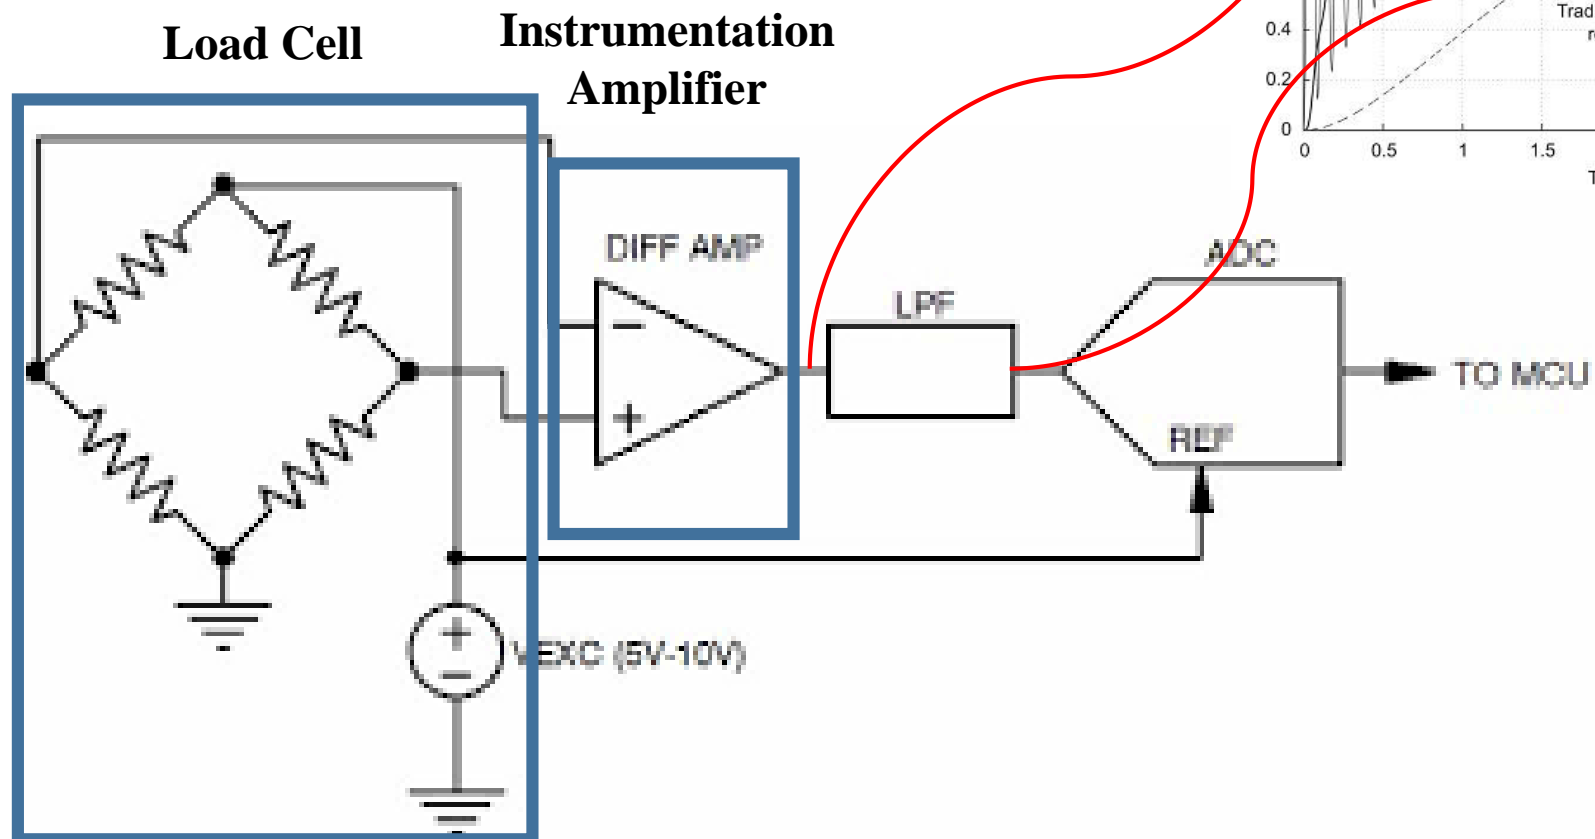 Load Cell
Instrumentation
Amplifier
0.4
0.2
0
0
0.5
1
1.5
Trad
DIFF AMP
−
+
LPF
ADC
REF
TO MCU
+
−
VEXC (5V-10V)